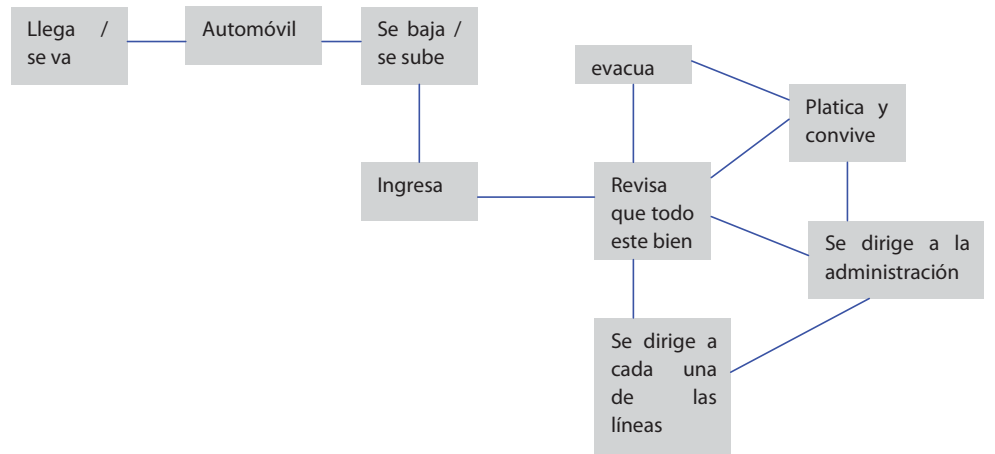 Llega /
se va
Automóvil
Se baja /
se sube
evacua
Platica y
convive
Ingresa
Revisa
que todo
este bien
Se dirige a la
administración
Se dirige a
cada una
de las
líneas